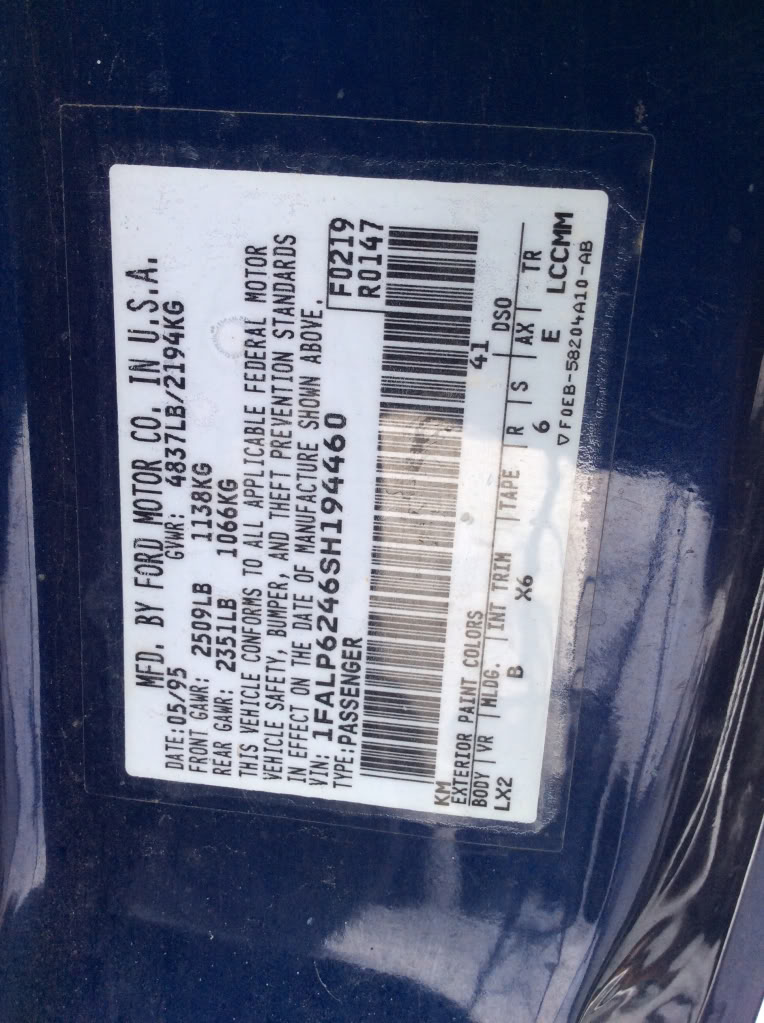 MFD. BY FORD MOTOR CO. IN U.S.A.
DATE: 05/95 GVWR: 4837LB/2194KG
FRONT GAWR: 2509LB 1138KG
REAR GAWR: 2351LB 1066KG
THIS VEHICLE CONFORMS TO ALL APPLICABLE FEDERAL MOTOR
VEHICLE SAFETY, BUMPER, AND THEFT PREVENTION STANDARDS
IN EFFECT ON THE DATE OF MANUFACTURE SHOWN ABOVE.
VIN: 1FALP6246SH194460 F0219
TYPE: PASSENGER R0147
KM 41
EXTERIOR PAINT COLORS DSO
BODY | VR | MLDG. | INT TRIM | TAPE | R | S | AX | TR
LX2 B X6 6 E LCCMM
▽F0EB-58204A10-AB